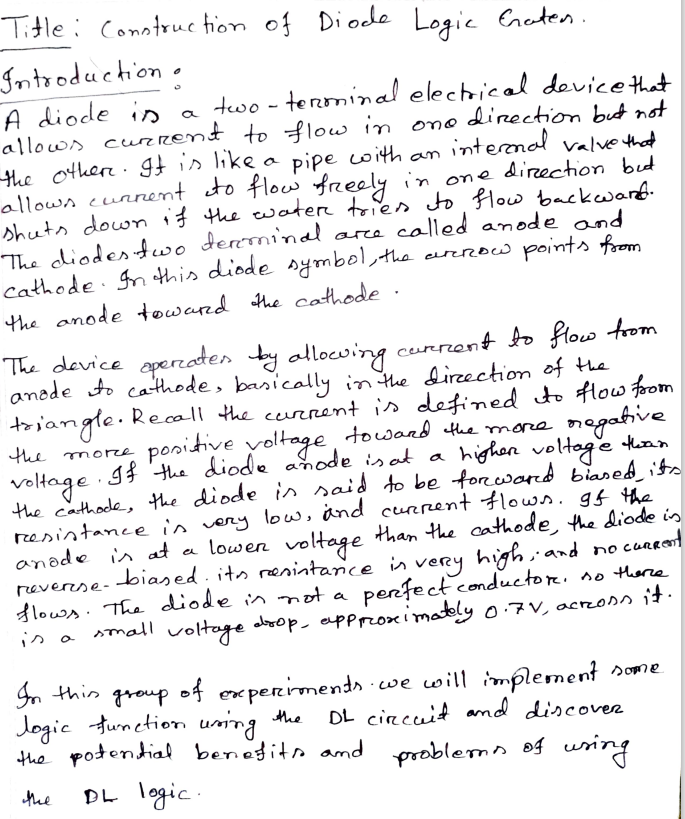 Title: Construction of Diode Logic Gates.
Introduction:
A diode is a two-terminal electrical device that
allows current to flow in one direction but not
the other. It is like a pipe with an internal valve that
allows current to flow freely in one direction but
shuts down if the water tries to flow backward.
The diodes two terminal are called anode and
cathode. In this diode symbol, the arrow points from
the anode toward the cathode.
The device operates by allowing current to flow from
anode to cathode, basically in the direction of the
triangle. Recall the current is defined to flow from
the more positive voltage toward the more negative
voltage. If the diode anode is at a higher voltage than
the cathode, the diode is said to be forward biased, its
resistance is very low, and current flows. If the
anode is at a lower voltage than the cathode, the diode is
reverse-biased. its resistance is very high, and no current
flows. The diode is not a perfect conductor. so there
is a small voltage drop, approximately 0.7V, across it.
In this group of experiments we will implement some
logic function using the DL circuit and discover
the potential benefits and problems of using
the DL logic.